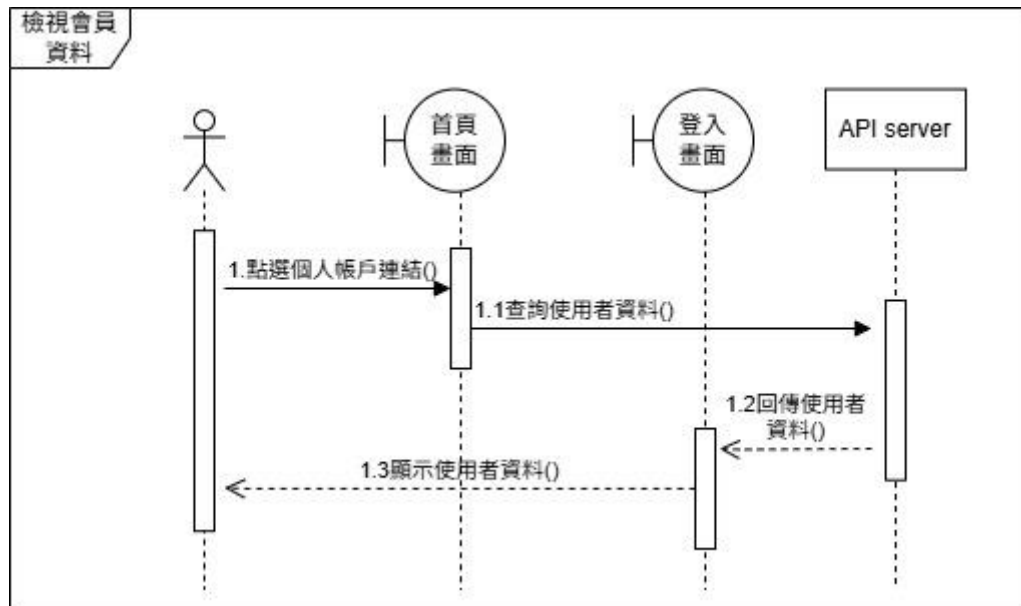 檢視會員
資料
首頁
畫面
登入
畫面
API server
1.點選個人帳戶連結()
1.1查詢使用者資料()
1.2回傳使用者
資料()
1.3顯示使用者資料()